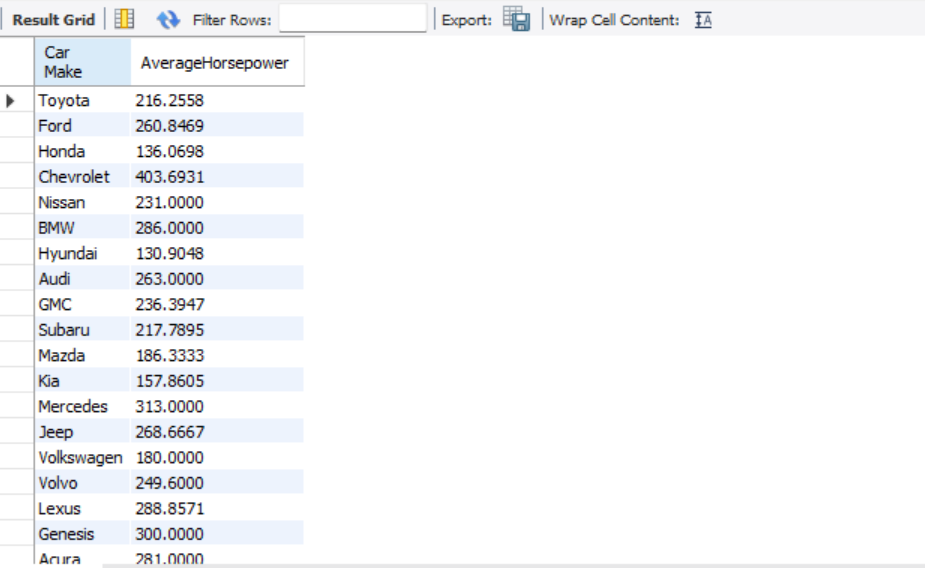 Result Grid Filter Rows: Export: Wrap Cell Content: IA
Car
Make AverageHorsepower
Toyota 216.2558
Ford 260.8469
Honda 136.0698
Chevrolet 403.6931
Nissan 231.0000
BMW 286.0000
Hyundai 130.9048
Audi 263.0000
GMC 236.3947
Subaru 217.7895
Mazda 186.3333
Kia 157.8605
Mercedes 313.0000
Jeep 268.6667
Volkswagen 180.0000
Volvo 249.6000
Lexus 288.8571
Genesis 300.0000
Acura 281.0000